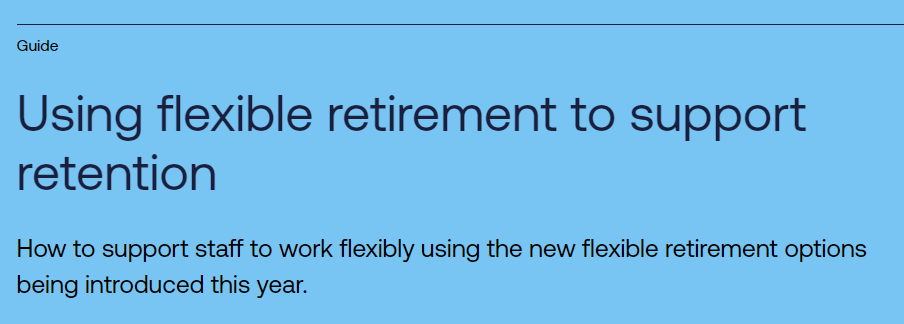 Guide
Using flexible retirement to support
retention
How to support staff to work flexibly using the new flexible retirement options
being introduced this year.